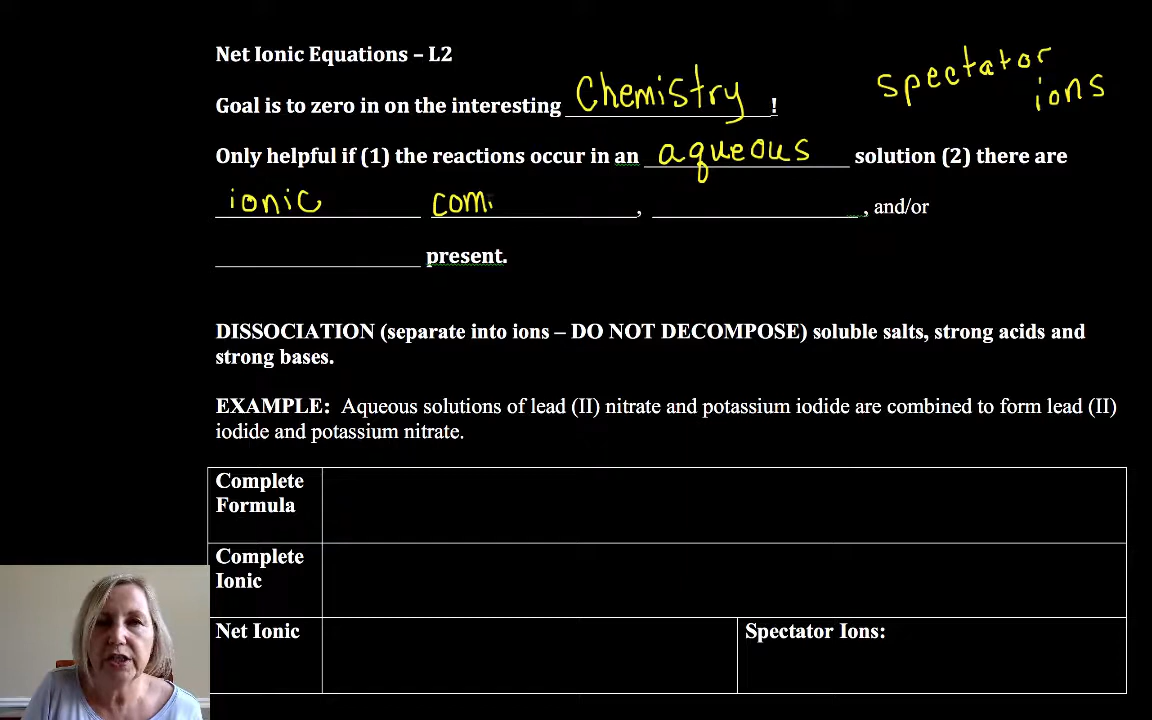 Net Ionic Equations – L2
spectator
Goal is to zero in on the interesting Chemistry !
ions
Only helpful if (1) the reactions occur in an aqueous solution (2) there are
ionic com , , and/or
present.
DISSOCIATION (separate into ions – DO NOT DECOMPOSE) soluble salts, strong acids and
strong bases.
EXAMPLE: Aqueous solutions of lead (II) nitrate and potassium iodide are combined to form lead (II)
iodide and potassium nitrate.
Complete
Formula
Complete
Ionic
Net Ionic
Spectator Ions: